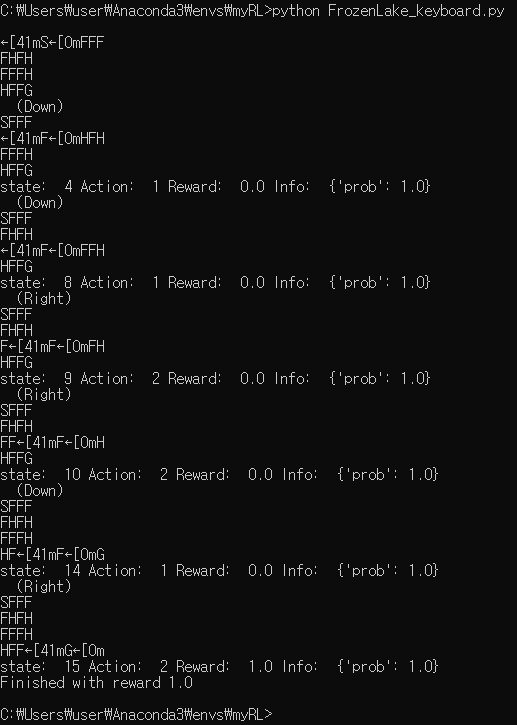 C:₩Users₩user₩Anaconda3₩envs₩myRL>python FrozenLake_keyboard.py
←[41mS←[0mFFF
FHFH
FFFH
HFFG
  (Down)
SFFF
←[41mF←[0mHFH
FFFH
HFFG
state:  4 Action:  1 Reward:  0.0 Info:  {'prob': 1.0}
  (Down)
SFFF
FHFH
←[41mF←[0mFFH
HFFG
state:  8 Action:  1 Reward:  0.0 Info:  {'prob': 1.0}
  (Right)
SFFF
FHFH
F←[41mF←[0mFH
HFFG
state:  9 Action:  2 Reward:  0.0 Info:  {'prob': 1.0}
  (Right)
SFFF
FHFH
FF←[41mF←[0mH
HFFG
state:  10 Action:  2 Reward:  0.0 Info:  {'prob': 1.0}
  (Down)
SFFF
FHFH
FFFH
HF←[41mF←[0mG
state:  14 Action:  1 Reward:  0.0 Info:  {'prob': 1.0}
  (Right)
SFFF
FHFH
FFFH
HFF←[41mG←[0m
state:  15 Action:  2 Reward:  1.0 Info:  {'prob': 1.0}
Finished with reward 1.0
C:₩Users₩user₩Anaconda3₩envs₩myRL>